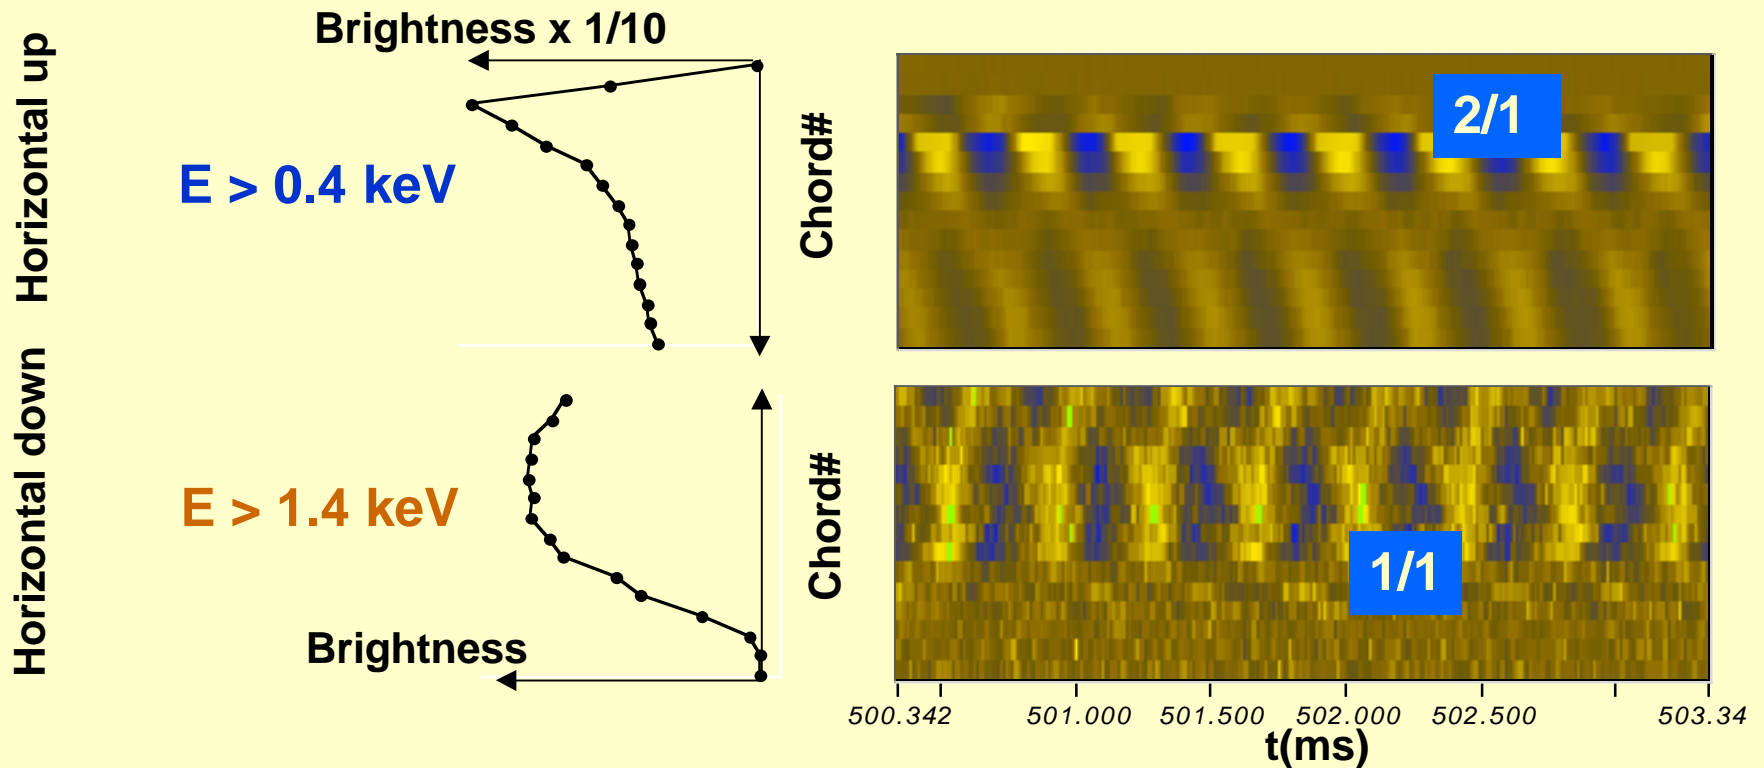 Horizontal up
Brightness x 1/10
E > 0.4 keV
Chord#
2/1
Horizontal down
E > 1.4 keV
Brightness
Chord#
1/1
500.342 501.000 501.500 502.000 502.500 503.34
t(ms)